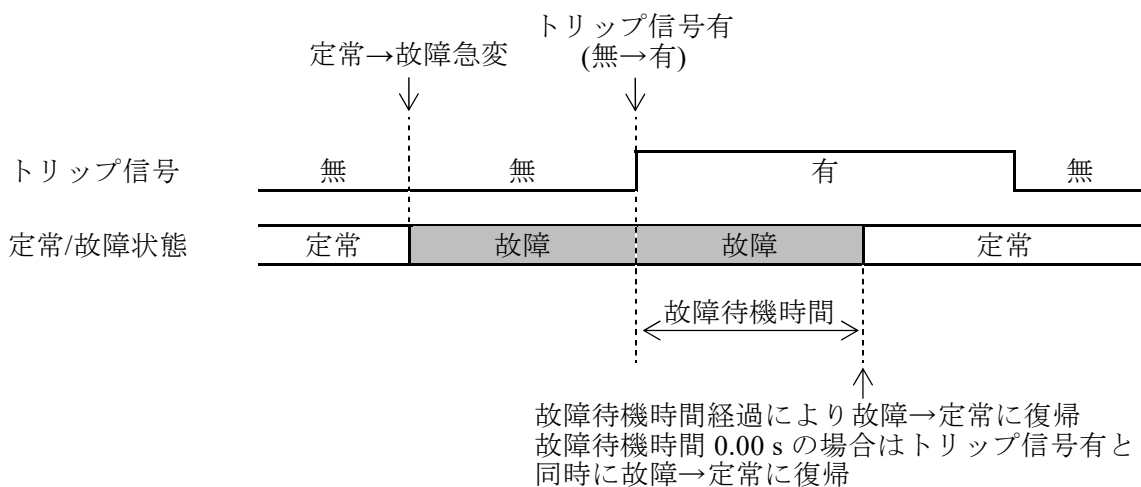 トリップ信号有
定常→故障急変
(無→有)
トリップ信号
無
無
有
無
定常/故障状態
定常
故障
故障
定常
故障待機時間
故障待機時間経過により故障→定常に復帰
故障待機時間 0.00 s の場合はトリップ信号有と
同時に故障→定常に復帰